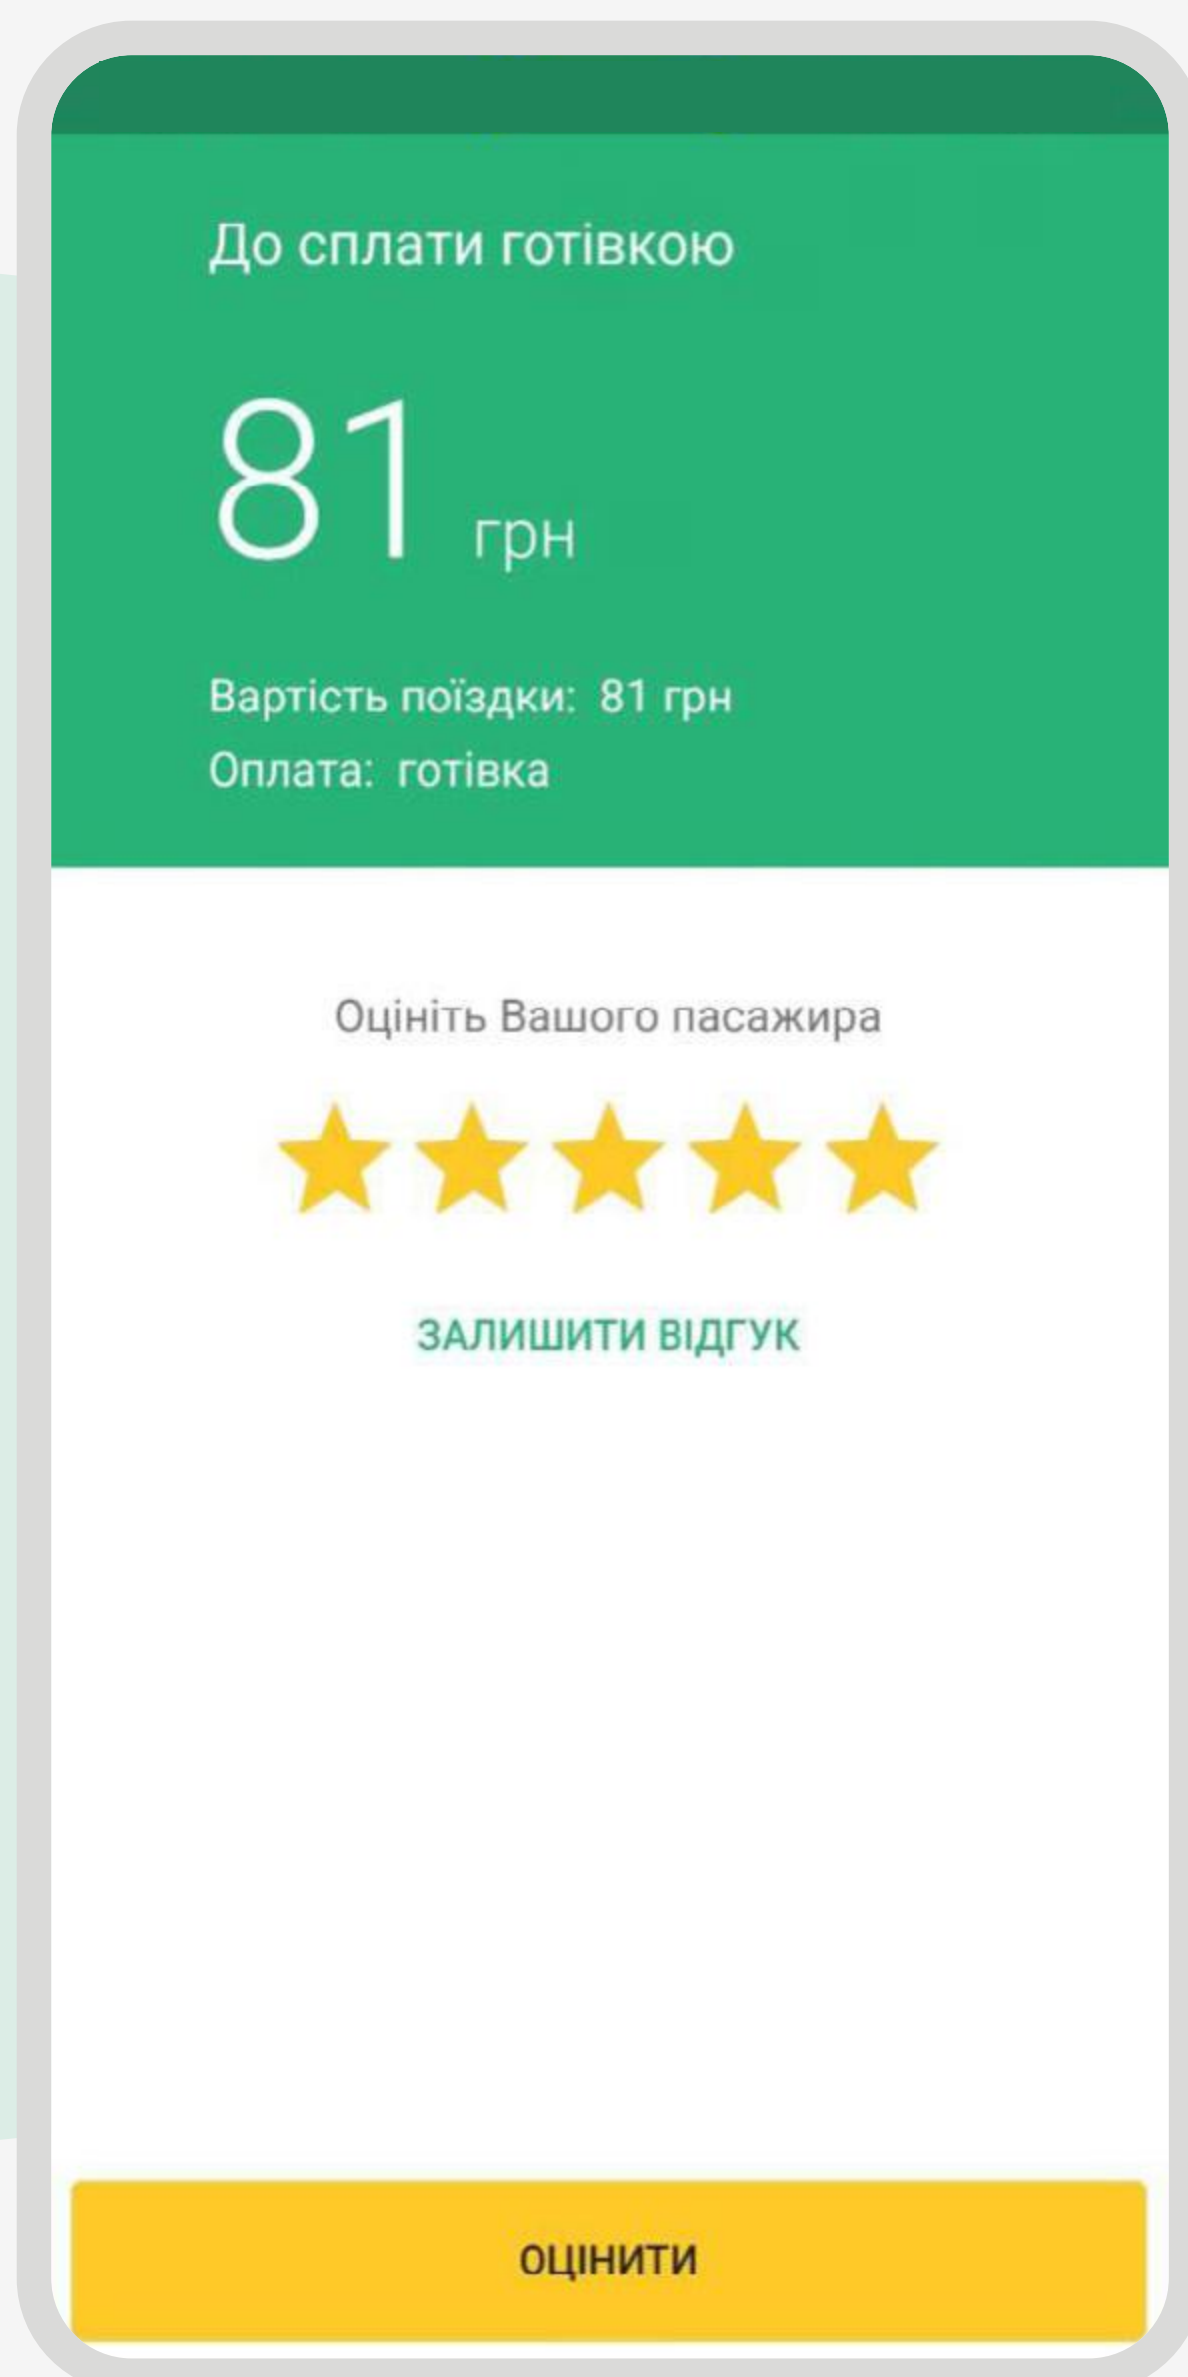 До сплати готівкою
81 грн
Вартість поїздки: 81 грн
Оплата: готівка
Оцініть Вашого пасажира
ЗАЛИШИТИ ВІДГУК
ОЦІНИТИ